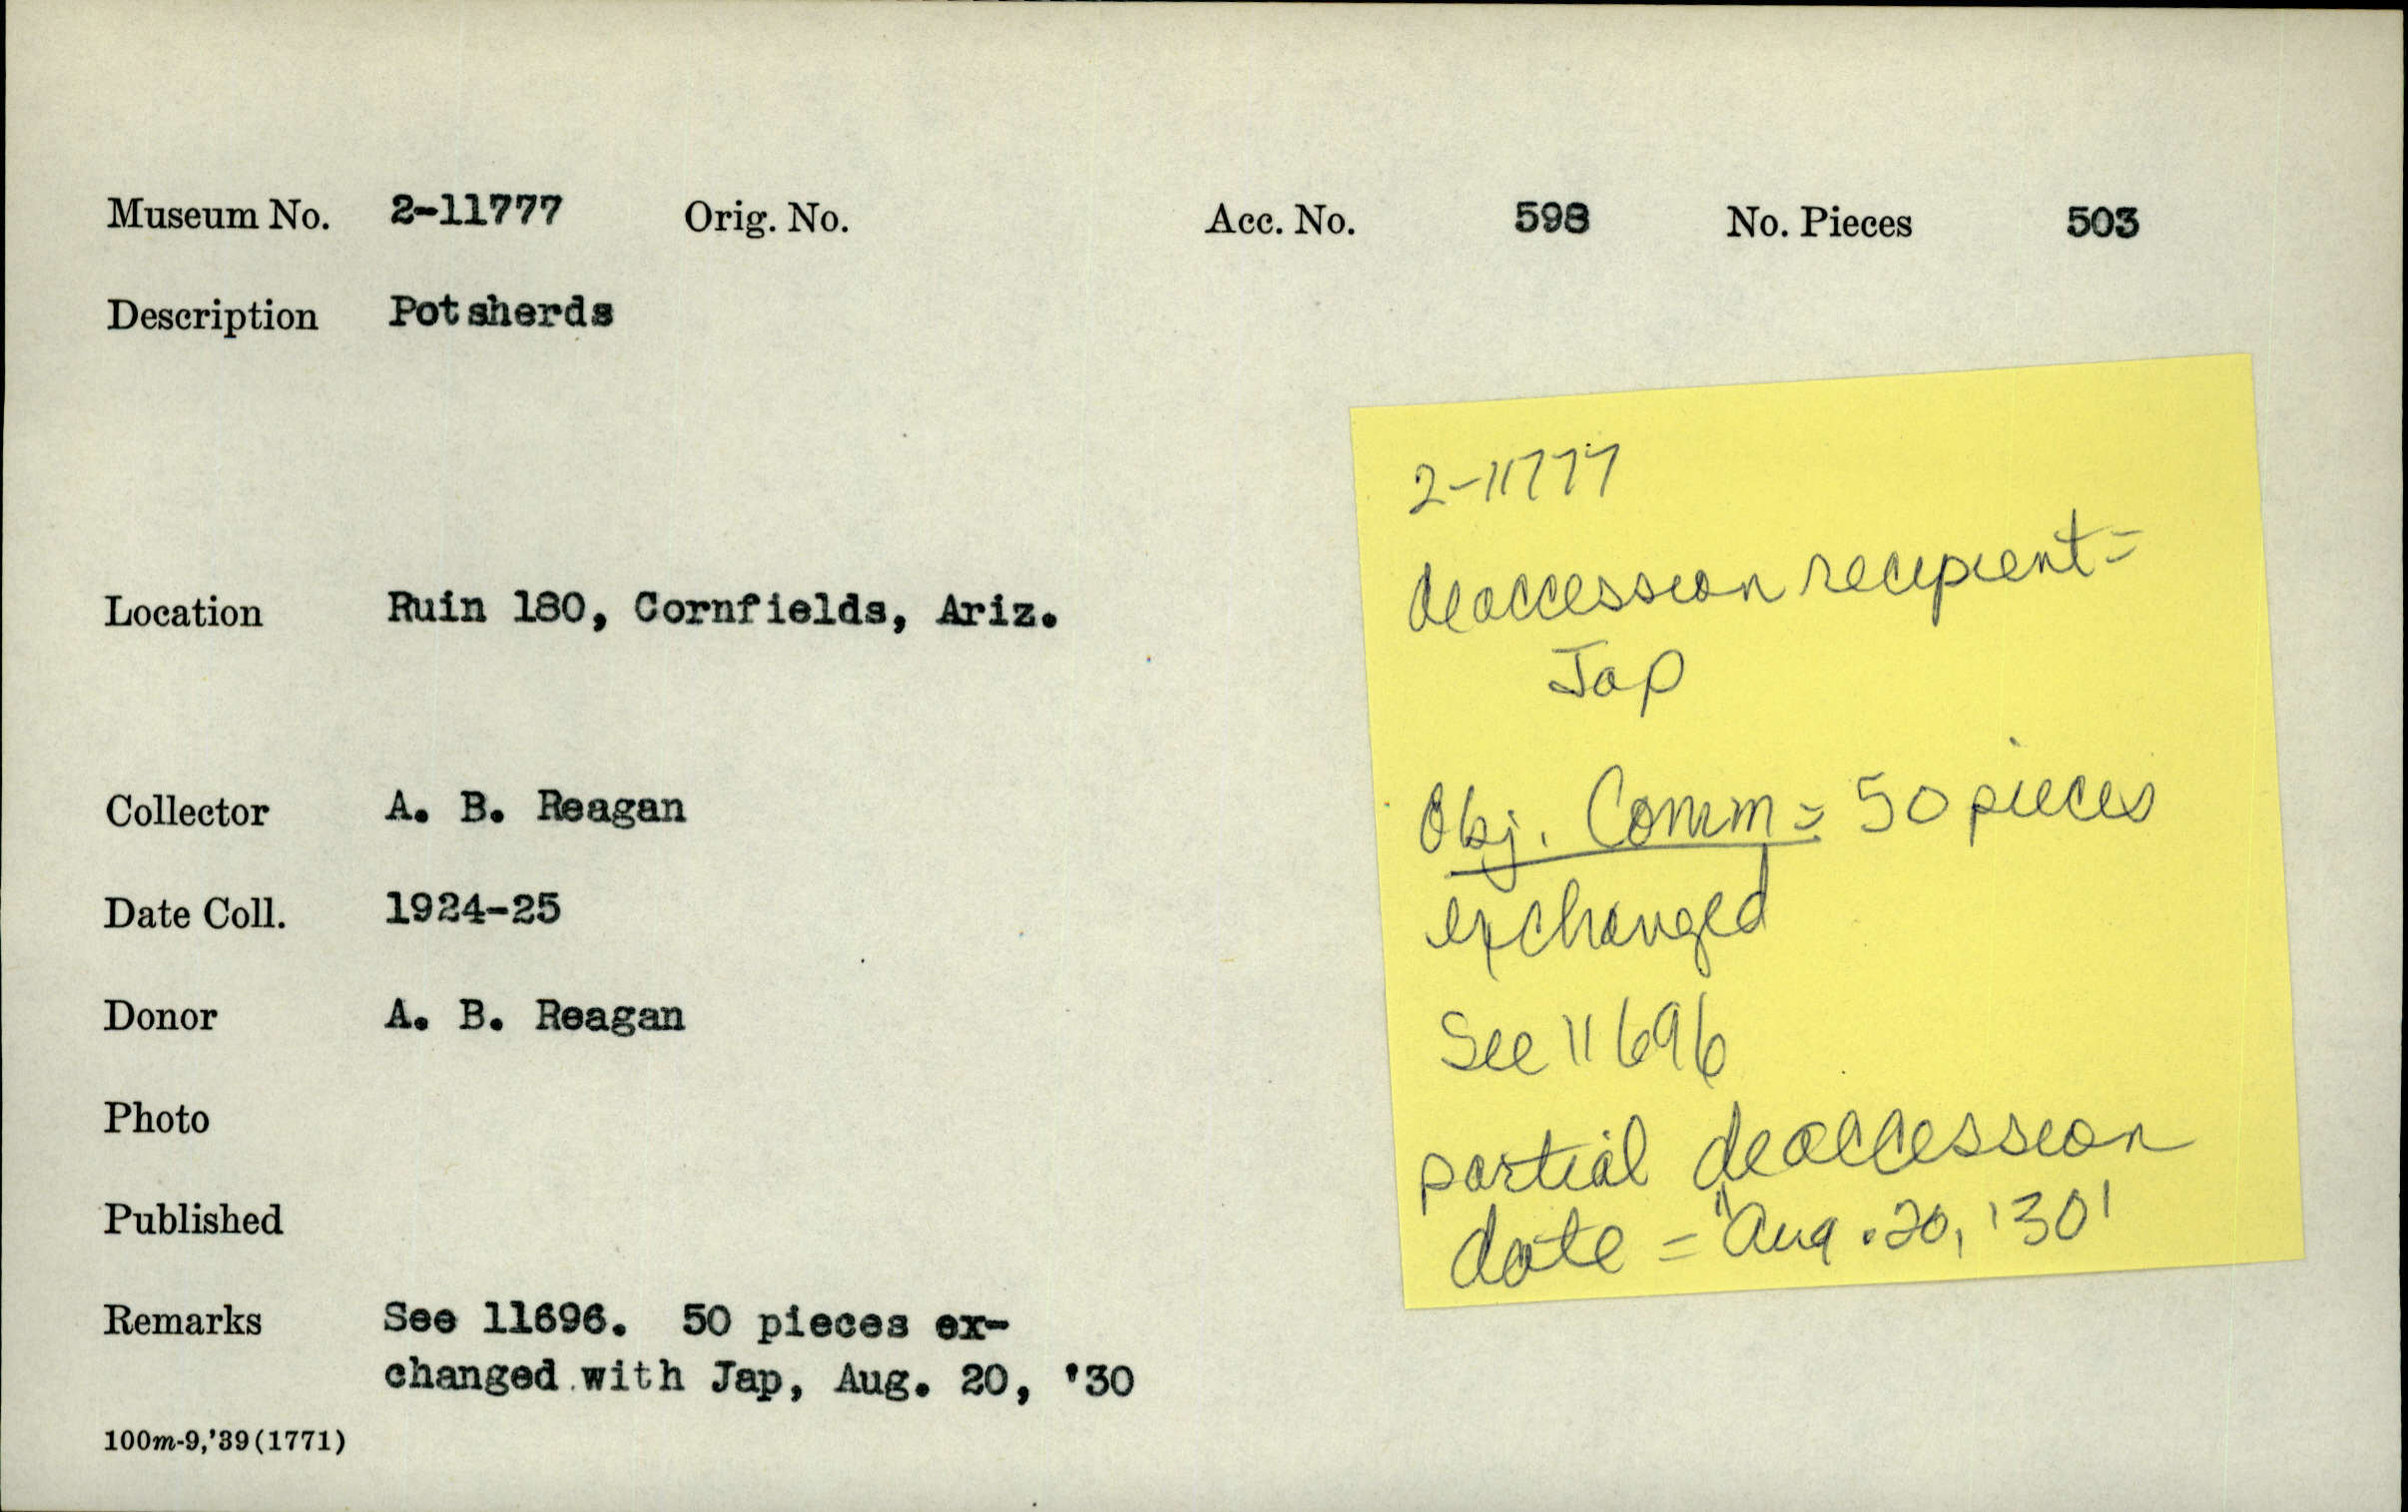 Museum No. 2-11777 Orig. No. Acc. No. 598 No. Pieces 503
Description Potsherds
Location Ruin 180, Cornfields, Ariz.
Collector A. B. Reagan
Date Coll. 1924-25
Donor A. B. Reagan
Photo
Published
Remarks See 11696. 50 pieces ex-
changed with Jap, Aug. 20, '30
100m-9,'39(1771)
2-11777
deaccession recipient=
Jap
Obj. Comm= 50 pieces
exchanged
See 11696
partial deaccession
date = "Aug. 20, '30'